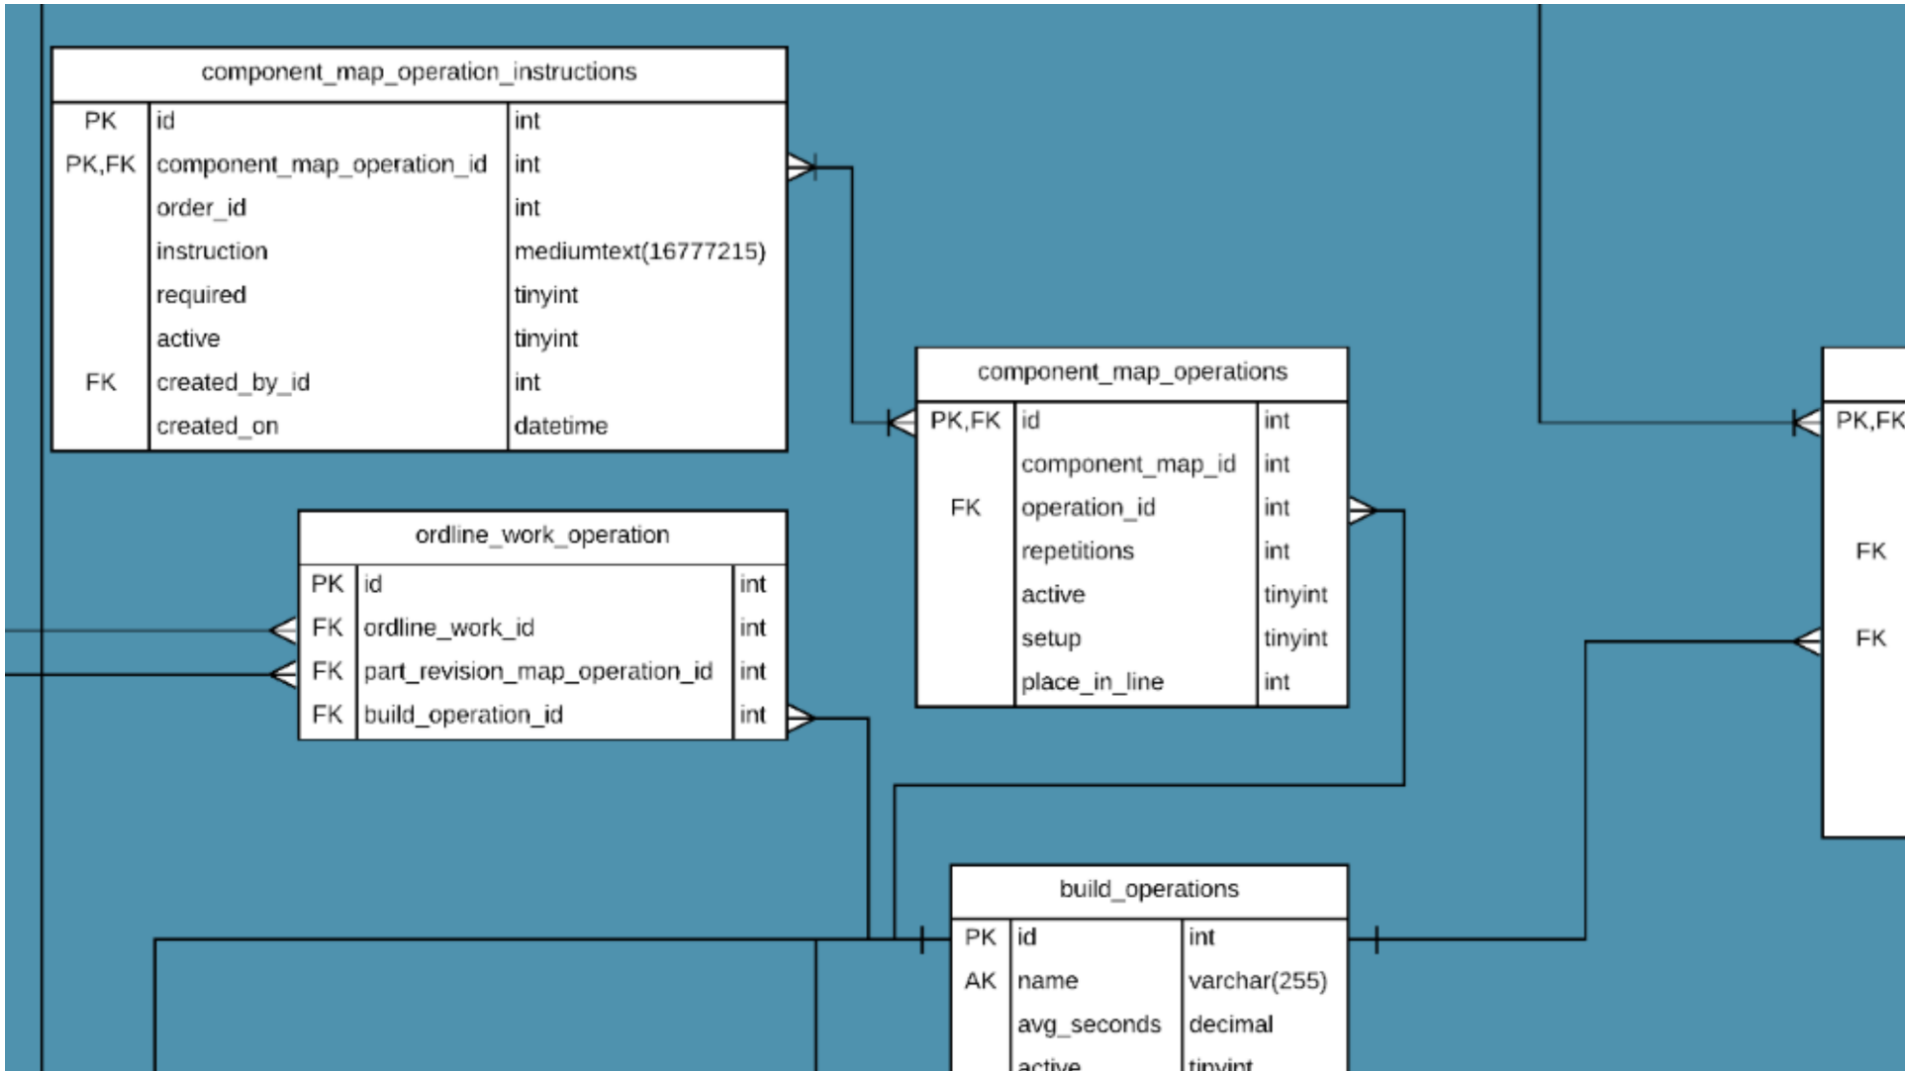 component_map_operation_instructions
PK id int
PK,FK component_map_operation_id int
order_id int
instruction mediumtext(16777215)
required tinyint
active tinyint
FK created_by_id int
created_on datetime
component_map_operations
PK,FK id int
component_map_id int
FK operation_id int
repetitions int
active tinyint
setup tinyint
place_in_line int
PK,FK
FK
FK
ordline_work_operation
PK id int
FK ordline_work_id int
FK part_revision_map_operation_id int
FK build_operation_id int
build_operations
PK id int
AK name varchar(255)
avg_seconds decimal
active tinyint